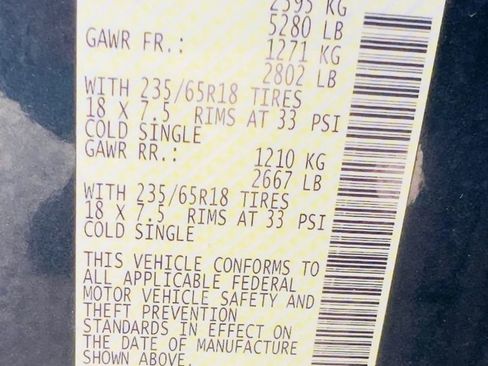 2395 KG
5280 LB
GAWR FR.: 1271 KG
2802 LB
WITH 235/65R18 TIRES
18 X 7.5 RIMS AT 33 PSI
COLD SINGLE
GAWR RR.: 1210 KG
2667 LB
WITH 235/65R18 TIRES
18 X 7.5 RIMS AT 33 PSI
COLD SINGLE
THIS VEHICLE CONFORMS TO
ALL APPLICABLE FEDERAL
MOTOR VEHICLE SAFETY AND
THEFT PREVENTION
STANDARDS IN EFFECT ON
THE DATE OF MANUFACTURE
SHOWN ABOVE.